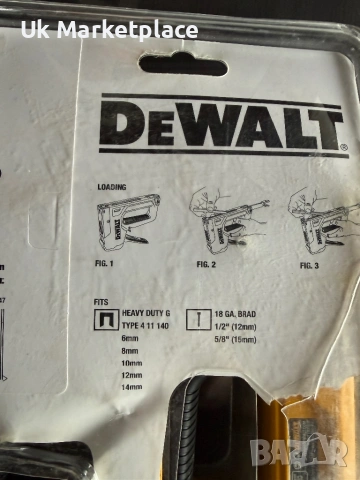 Uk Marketplace
DEWALT®
LOADING
FIG. 1
FIG. 2
FIG. 3
FITS
HEAVY DUTY G
TYPE 4 11 140
6mm
8mm
10mm
12mm
14mm
18 GA. BRAD
1/2" (12mm)
5/8" (15mm)
BAZAR